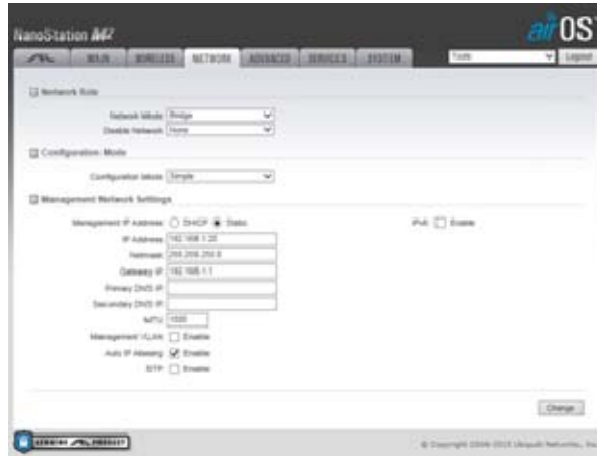 NanoStation M2
airOS
MAIN WIRELESS NETWORK ADVANCED SERVICES SYSTEM Tools Logout
Network Role
Network Mode: Bridge
Disable Network: None
Configuration Mode
Configuration Mode: Simple
Management Network Settings
Management IP Address: DHCP Static IPv6: Enable
IP Address: 192.168.1.20
Netmask: 255.255.255.0
Gateway IP: 192.168.1.1
Primary DNS IP:
Secondary DNS IP:
MTU: 1500
Management VLAN: Enable
Auto IP Aliasing: Enable
STP: Enable
Change
GENUINE PRODUCT
© Copyright 2006-2015 Ubiquiti Networks, Inc.